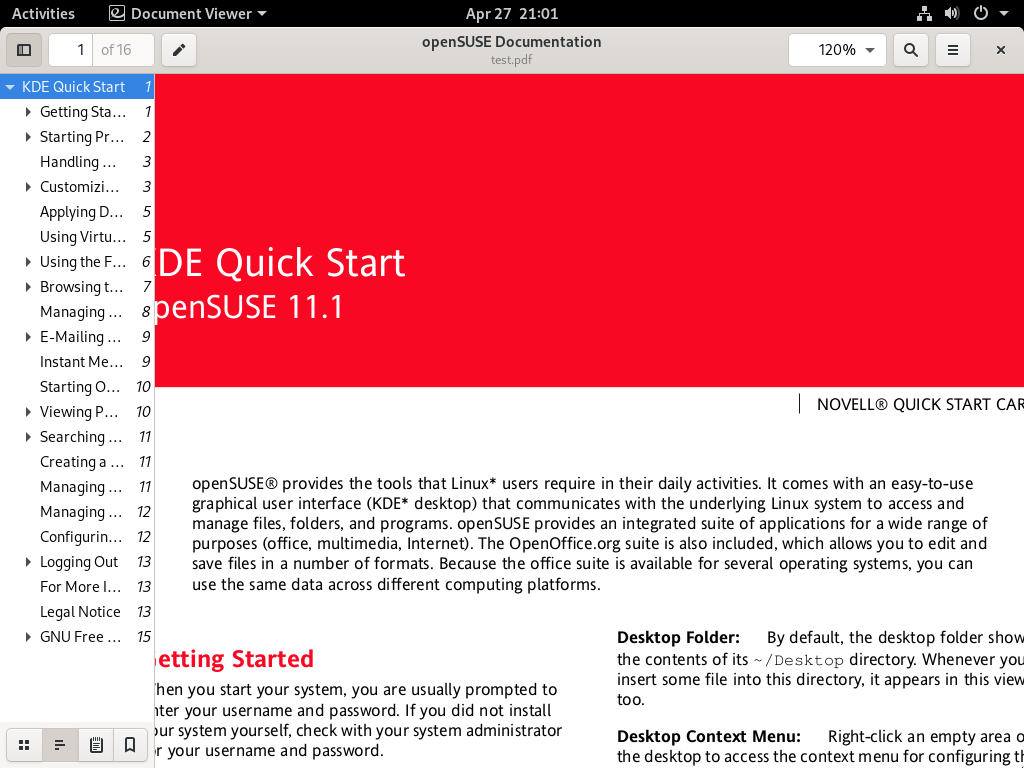 Activities Document Viewer Apr 27 21:01
1 of 16 openSUSE Documentation 120%
test.pdf
KDE Quick Start 1
Getting Sta... 1
Starting Pr... 2
Handling ... 3
Customizi... 3
Applying D... 5
Using Virtu... 5
Using the F... 6
Browsing t... 7
Managing ... 8
E-Mailing ... 9
Instant Me... 9
Starting O... 10
Viewing P... 10
Searching ... 11
Creating a ... 11
Managing ... 11
Managing ... 12
Configurin... 12
Logging Out 13
For More I... 13
Legal Notice 13
GNU Free ... 15
KDE Quick Start
penSUSE 11.1
NOVELL® QUICK START CAR
openSUSE® provides the tools that Linux* users require in their daily activities. It comes with an easy-to-use
graphical user interface (KDE* desktop) that communicates with the underlying Linux system to access and
manage files, folders, and programs. openSUSE provides an integrated suite of applications for a wide range of
purposes (office, multimedia, Internet). The OpenOffice.org suite is also included, which allows you to edit and
save files in a number of formats. Because the office suite is available for several operating systems, you can
use the same data across different computing platforms.
etting Started
hen you start your system, you are usually prompted to
nter your username and password. If you did not install
ur system yourself, check with your system administrator
r your username and password.
Desktop Folder: By default, the desktop folder show
the contents of its ~/Desktop directory. Whenever you
insert some file into this directory, it appears in this view
too.
Desktop Context Menu: Right-click an empty area o
the desktop to access the context menu for configuring th